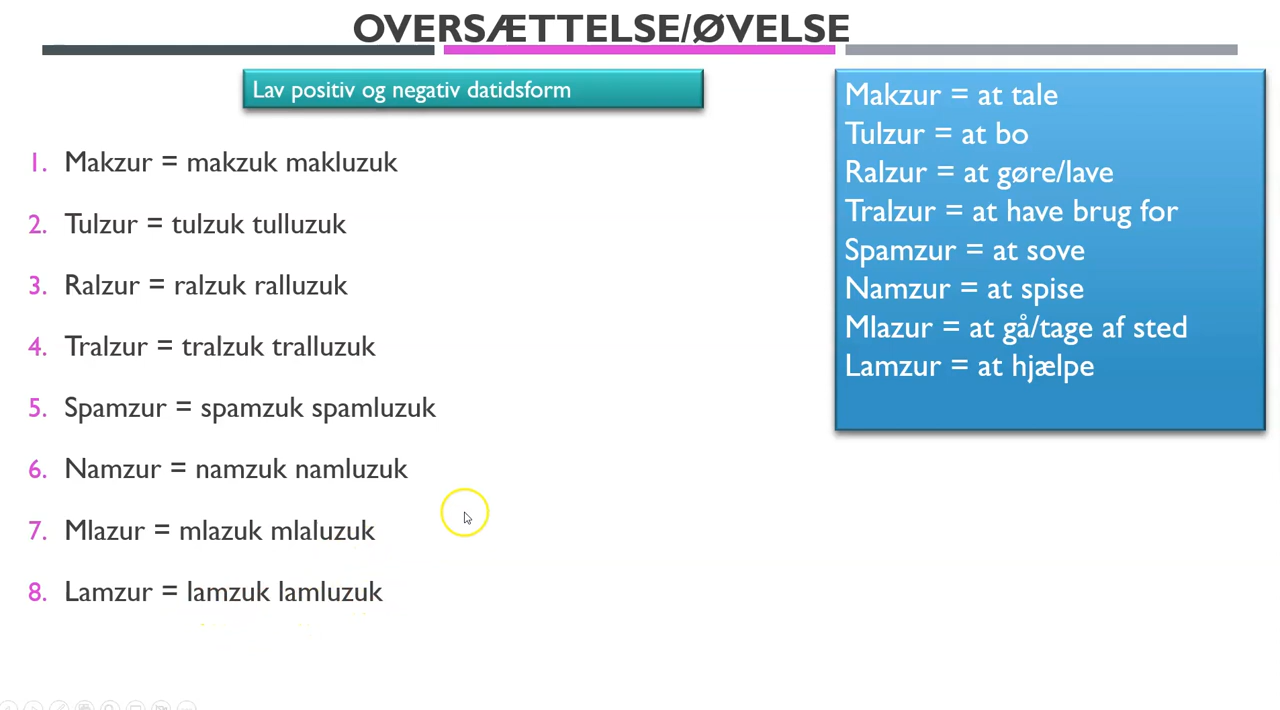 OVERSÆTTELSE/ØVELSE
Lav positiv og negativ datidsform
1. Makzur = makzuk makluzuk
2. Tulzur = tulzuk tulluzuk
3. Ralzur = ralzuk ralluzuk
4. Tralzur = tralzuk tralluzuk
5. Spamzur = spamzuk spamluzuk
6. Namzur = namzuk namluzuk
7. Mlazur = mlazuk mlaluzuk
8. Lamzur = lamzuk lamluzuk
Makzur = at tale
Tulzur = at bo
Ralzur = at gøre/lave
Tralzur = at have brug for
Spamzur = at sove
Namzur = at spise
Mlazur = at gå/tage af sted
Lamzur = at hjælpe